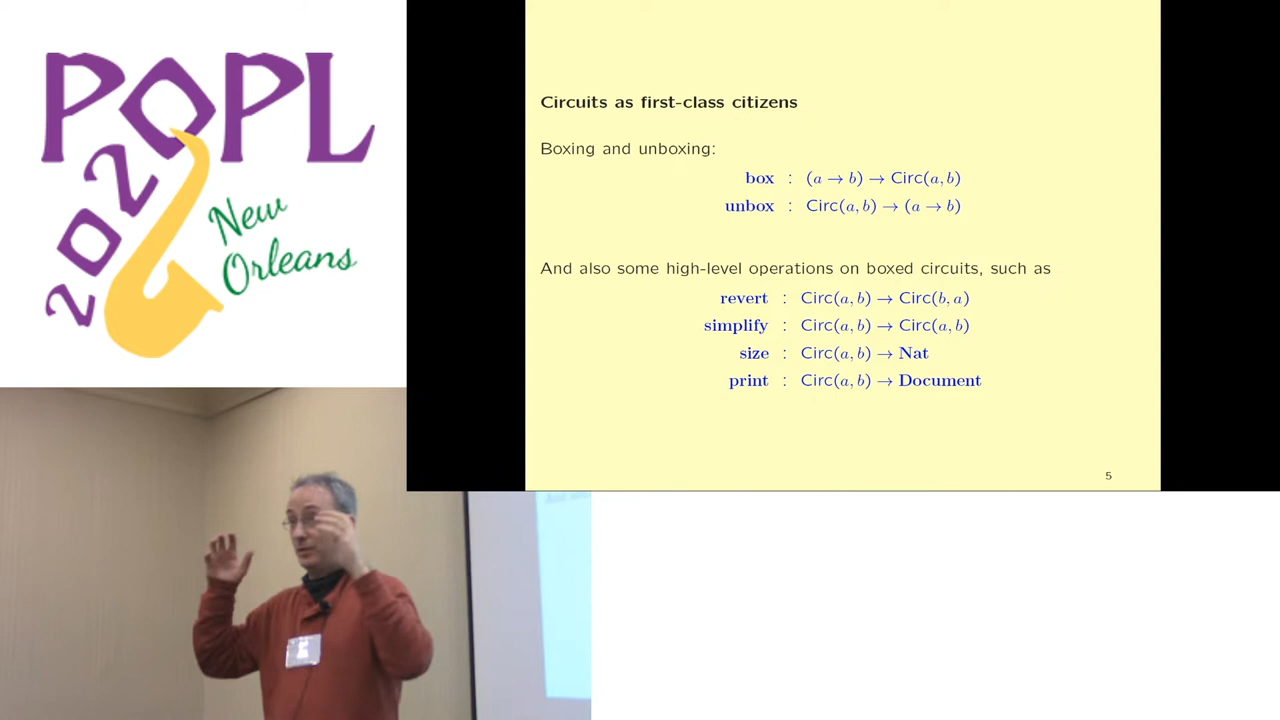 POPL
2020
New
Orleans
Circuits as first-class citizens
Boxing and unboxing:
box : (a → b) → Circ(a, b)
unbox : Circ(a, b) → (a → b)
And also some high-level operations on boxed circuits, such as
revert : Circ(a, b) → Circ(b, a)
simplify : Circ(a, b) → Circ(a, b)
size : Circ(a, b) → Nat
print : Circ(a, b) → Document
5